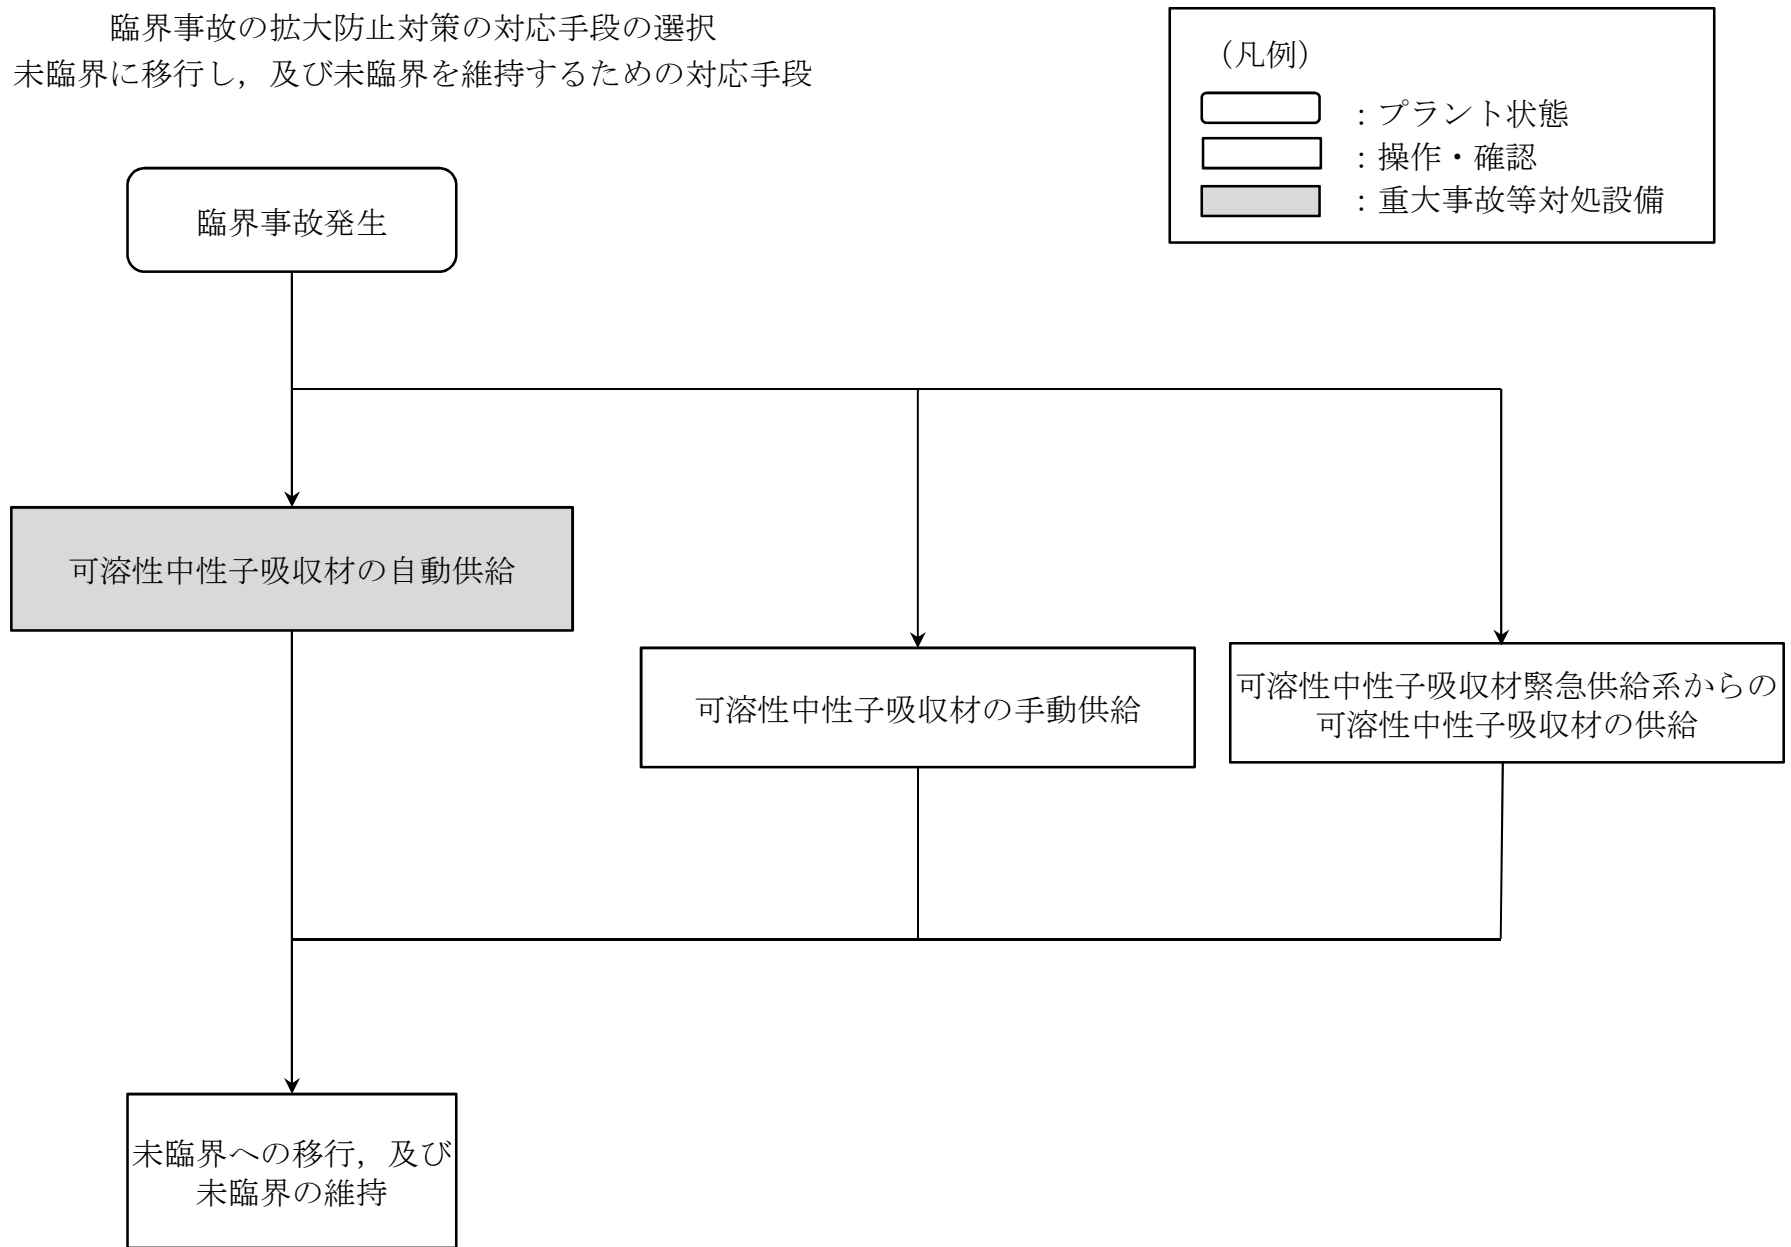 臨界事故の拡大防止対策の対応手段の選択
未臨界に移行し，及び未臨界を維持するための対応手段
（凡例）
：プラント状態
：操作・確認
：重大事故等対処設備
臨界事故発生
可溶性中性子吸収材の自動供給
可溶性中性子吸収材の手動供給
可溶性中性子吸収材緊急供給系からの
可溶性中性子吸収材の供給
未臨界への移行，及び
未臨界の維持